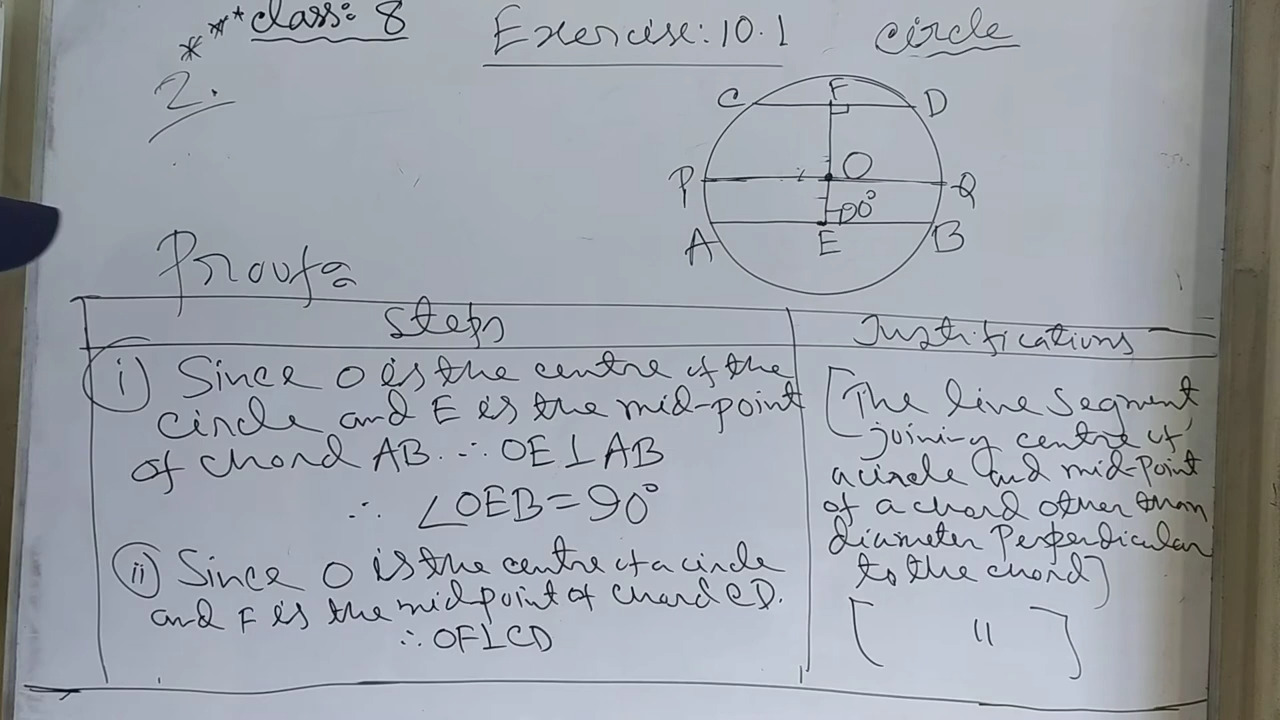 *** class: 8 Exercise: 10.1 circle
2.
C F D
P O Q
90°
A E B
Proof:
Steps Justifications
i) Since O is the centre of the
circle and E is the mid-point
of chord AB. ∴ OE⊥AB
∴ ∠OEB = 90°
[The line segment
joining centre of
a circle and mid-point
of a chord other than
diameter perpendicular
to the chord]
ii) Since O is the centre of a circle
and F is the midpoint of chord CD.
∴ OF⊥CD
[ " ]